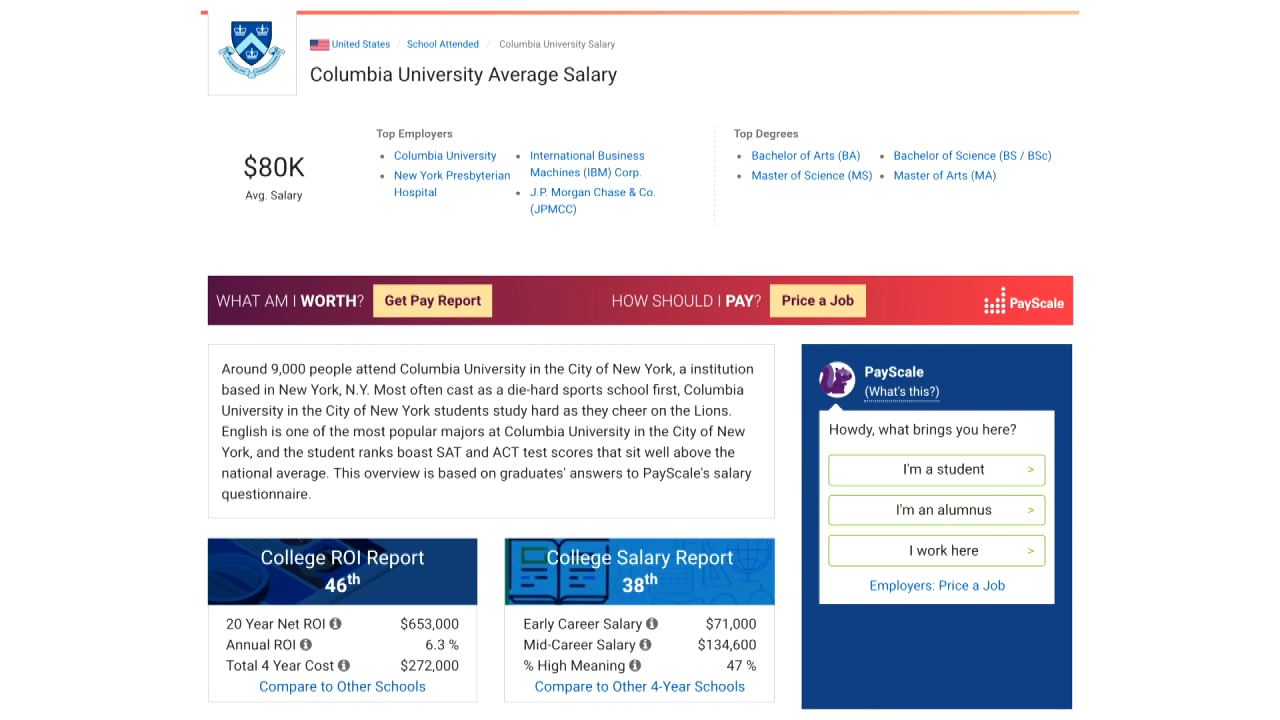 United States / School Attended / Columbia University Salary
Columbia University Average Salary
$80K
Avg. Salary
Top Employers
Columbia University
New York Presbyterian
Hospital
International Business
Machines (IBM) Corp.
J.P. Morgan Chase & Co.
(JPMCC)
Top Degrees
Bachelor of Arts (BA)
Master of Science (MS)
Bachelor of Science (BS / BSc)
Master of Arts (MA)
WHAT AM I WORTH? Get Pay Report HOW SHOULD I PAY? Price a Job PayScale
Around 9,000 people attend Columbia University in the City of New York, a institution
based in New York, N.Y. Most often cast as a die-hard sports school first, Columbia
University in the City of New York students study hard as they cheer on the Lions.
English is one of the most popular majors at Columbia University in the City of New
York, and the student ranks boast SAT and ACT test scores that sit well above the
national average. This overview is based on graduates' answers to PayScale's salary
questionnaire.
College ROI Report
46th
20 Year Net ROI $653,000
Annual ROI 6.3 %
Total 4 Year Cost $272,000
Compare to Other Schools
College Salary Report
38th
Early Career Salary $71,000
Mid-Career Salary $134,600
% High Meaning 47 %
Compare to Other 4-Year Schools
PayScale
(What's this?)
Howdy, what brings you here?
I'm a student >
I'm an alumnus >
I work here >
Employers: Price a Job